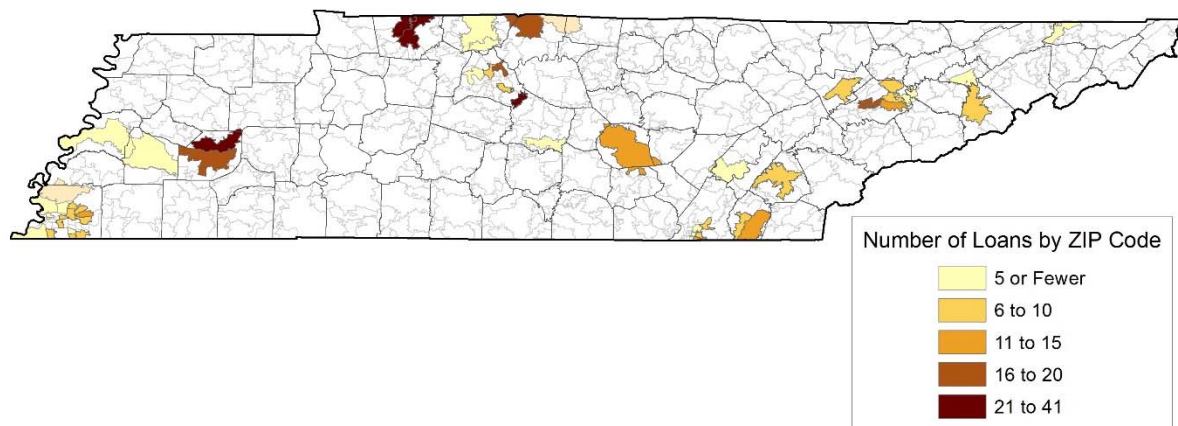 Number of Loans by ZIP Code
5 or Fewer
6 to 10
11 to 15
16 to 20
21 to 41